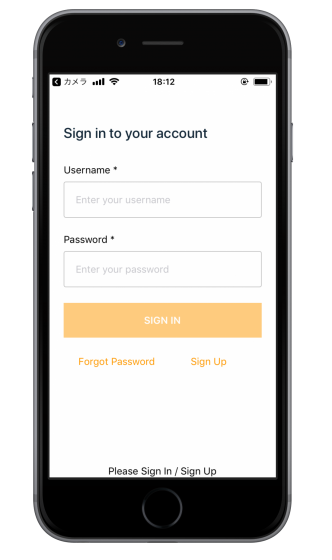 カメラ 18:12
Sign in to your account
Username *
Enter your username
Password *
Enter your password
SIGN IN
Forgot Password Sign Up
Please Sign In / Sign Up